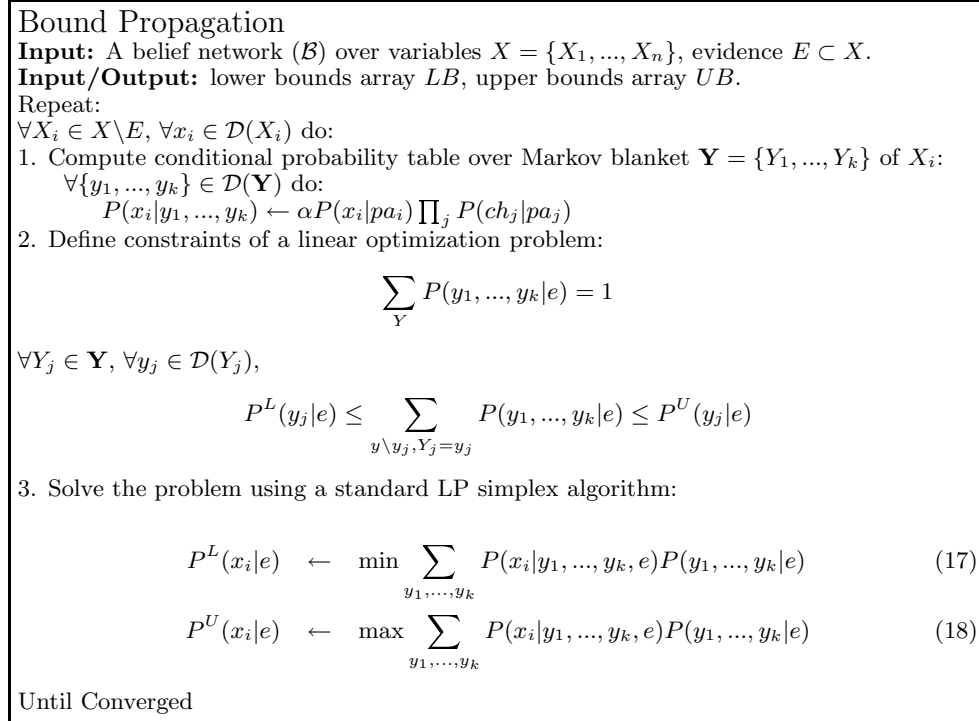 Bound Propagation
Input: A belief network (ℬ) over variables X = {X₁, ..., Xₙ}, evidence E ⊂ X.
Input/Output: lower bounds array LB, upper bounds array UB.
Repeat:
∀Xᵢ ∈ X\E, ∀xᵢ ∈ 𝒟(Xᵢ) do:
1. Compute conditional probability table over Markov blanket Y = {Y₁, ..., Yₖ} of Xᵢ:
∀{y₁, ..., yₖ} ∈ 𝒟(Y) do:
P(xᵢ|y₁, ..., yₖ) ← αP(xᵢ|paᵢ) ∏ⱼ P(chⱼ|paⱼ)
2. Define constraints of a linear optimization problem:
∑_Y P(y₁, ..., yₖ|e) = 1
∀Yⱼ ∈ Y, ∀yⱼ ∈ 𝒟(Yⱼ),
P^L(yⱼ|e) ≤ ∑_{y\yⱼ,Yⱼ=yⱼ} P(y₁, ..., yₖ|e) ≤ P^U(yⱼ|e)
3. Solve the problem using a standard LP simplex algorithm:
P^L(xᵢ|e) ← min ∑_{y₁,...,yₖ} P(xᵢ|y₁, ..., yₖ, e)P(y₁, ..., yₖ|e) (17)
P^U(xᵢ|e) ← max ∑_{y₁,...,yₖ} P(xᵢ|y₁, ..., yₖ, e)P(y₁, ..., yₖ|e) (18)
Until Converged